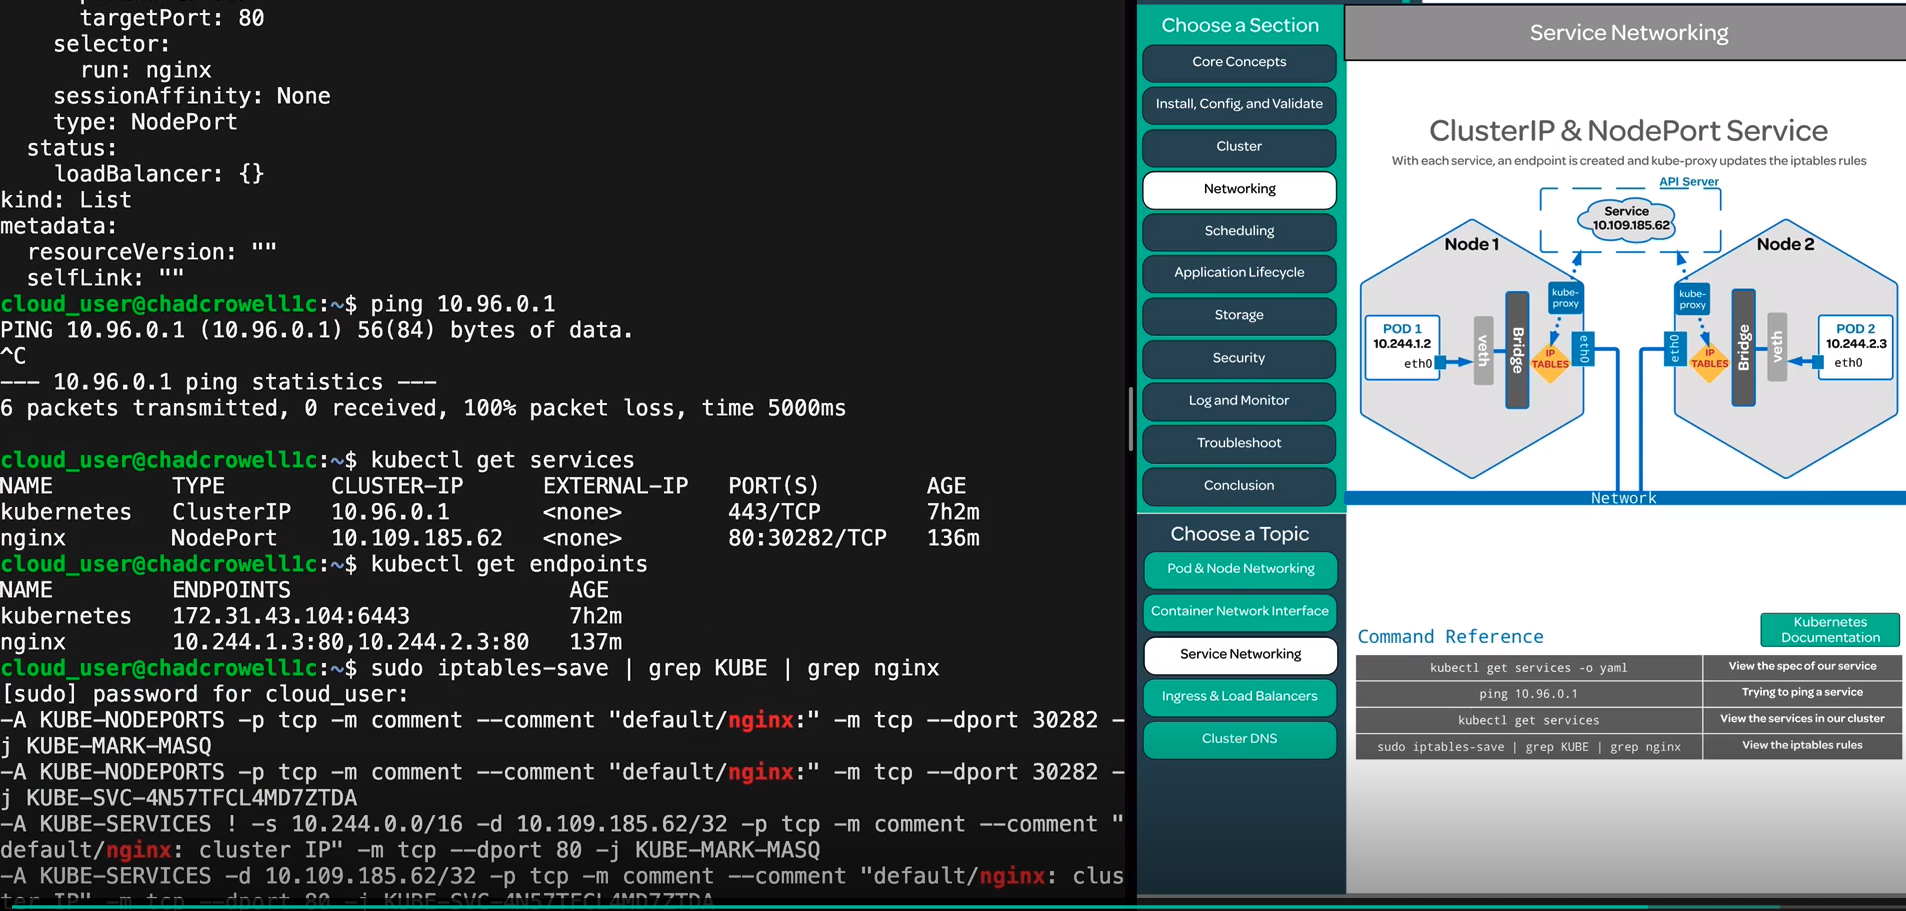 targetPort: 80
selector:
run: nginx
sessionAffinity: None
type: NodePort
status:
loadBalancer: {}
kind: List
metadata:
resourceVersion: ""
selfLink: ""
cloud_user@chadcrowell1c:~$ ping 10.96.0.1
PING 10.96.0.1 (10.96.0.1) 56(84) bytes of data.
^C
--- 10.96.0.1 ping statistics ---
6 packets transmitted, 0 received, 100% packet loss, time 5000ms
cloud_user@chadcrowell1c:~$ kubectl get services
NAME TYPE CLUSTER-IP EXTERNAL-IP PORT(S) AGE
kubernetes ClusterIP 10.96.0.1 <none> 443/TCP 7h2m
nginx NodePort 10.109.185.62 <none> 80:30282/TCP 136m
cloud_user@chadcrowell1c:~$ kubectl get endpoints
NAME ENDPOINTS AGE
kubernetes 172.31.43.104:6443 7h2m
nginx 10.244.1.3:80,10.244.2.3:80 137m
cloud_user@chadcrowell1c:~$ sudo iptables-save | grep KUBE | grep nginx
[sudo] password for cloud_user:
-A KUBE-NODEPORTS -p tcp -m comment --comment "default/nginx:" -m tcp --dport 30282 -
j KUBE-MARK-MASQ
-A KUBE-NODEPORTS -p tcp -m comment --comment "default/nginx:" -m tcp --dport 30282 -
j KUBE-SVC-4N57TFCL4MD7ZTDA
-A KUBE-SERVICES ! -s 10.244.0.0/16 -d 10.109.185.62/32 -p tcp -m comment --comment "
default/nginx: cluster IP" -m tcp --dport 80 -j KUBE-MARK-MASQ
-A KUBE-SERVICES -d 10.109.185.62/32 -p tcp -m comment --comment "default/nginx: clus
ter IP" -m tcp --dport 80 -j KUBE-SVC-4N57TFCL4MD7ZTDA
Choose a Section
Core Concepts
Install, Config, and Validate
Cluster
Networking
Scheduling
Application Lifecycle
Storage
Security
Log and Monitor
Troubleshoot
Conclusion
Choose a Topic
Pod & Node Networking
Container Network Interface
Service Networking
Ingress & Load Balancers
Cluster DNS
Service Networking
ClusterIP & NodePort Service
With each service, an endpoint is created and kube-proxy updates the iptables rules
API Server
Service
10.109.185.62
Node 1
kube-
proxy
POD 1
10.244.1.2
eth0
veth
Bridge
IP
TABLES
eth0
Node 2
kube-
proxy
eth0
IP
TABLES
Bridge
veth
POD 2
10.244.2.3
eth0
Network
Command Reference
Kubernetes
Documentation
kubectl get services -o yaml View the spec of our service
ping 10.96.0.1 Trying to ping a service
kubectl get services View the services in our cluster
sudo iptables-save | grep KUBE | grep nginx View the iptables rules